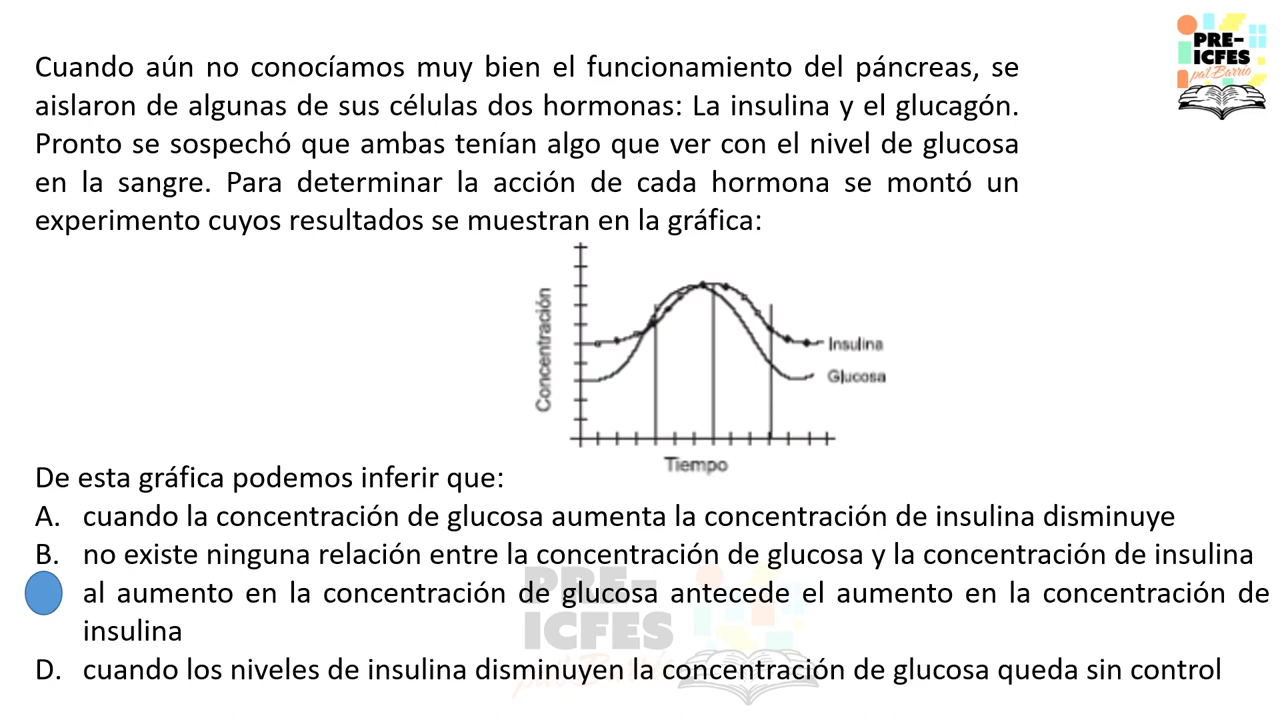 PRE-
ICFES
pal Barrio
Cuando aún no conocíamos muy bien el funcionamiento del páncreas, se
aislaron de algunas de sus células dos hormonas: La insulina y el glucagón.
Pronto se sospechó que ambas tenían algo que ver con el nivel de glucosa
en la sangre. Para determinar la acción de cada hormona se montó un
experimento cuyos resultados se muestran en la gráfica:
Concentración
Insulina
Glucosa
Tiempo
De esta gráfica podemos inferir que:
A. cuando la concentración de glucosa aumenta la concentración de insulina disminuye
B. no existe ninguna relación entre la concentración de glucosa y la concentración de insulina
al aumento en la concentración de glucosa antecede el aumento en la concentración de
insulina
D. cuando los niveles de insulina disminuyen la concentración de glucosa queda sin control
PRE-
ICFES
pal Barrio